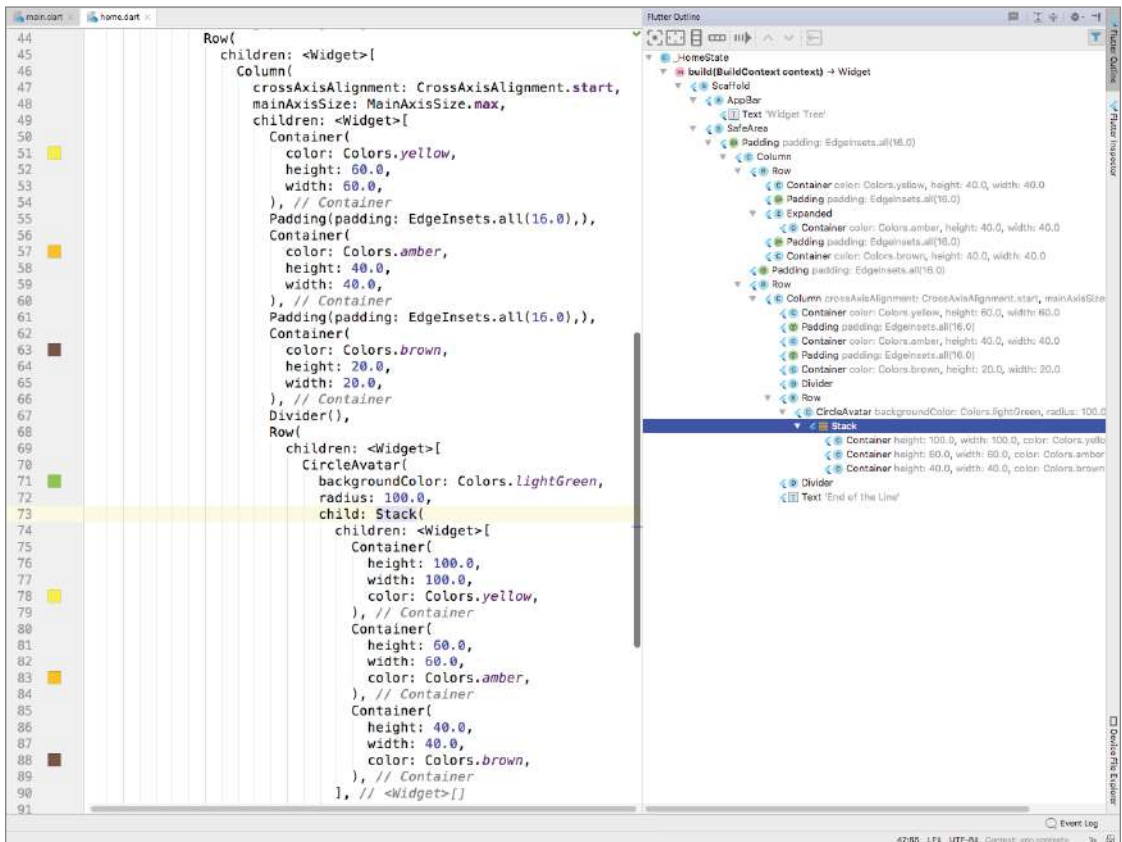 main.dart
home.dart
44 Row(
45 children: <Widget>[
46 Column(
47 crossAxisAlignment: CrossAxisAlignment.start,
48 mainAxisSize: MainAxisSize.max,
49 children: <Widget>[
50 Container(
51 color: Colors.yellow,
52 height: 60.0,
53 width: 60.0,
54 ), // Container
55 Padding(padding: EdgeInsets.all(16.0),),
56 Container(
57 color: Colors.amber,
58 height: 40.0,
59 width: 40.0,
60 ), // Container
61 Padding(padding: EdgeInsets.all(16.0),),
62 Container(
63 color: Colors.brown,
64 height: 20.0,
65 width: 20.0,
66 ), // Container
67 Divider(),
68 Row(
69 children: <Widget>[
70 CircleAvatar(
71 backgroundColor: Colors.lightGreen,
72 radius: 100.0,
73 child: Stack(
74 children: <Widget>[
75 Container(
76 height: 100.0,
77 width: 100.0,
78 color: Colors.yellow,
79 ), // Container
80 Container(
81 height: 60.0,
82 width: 60.0,
83 color: Colors.amber,
84 ), // Container
85 Container(
86 height: 40.0,
87 width: 40.0,
88 color: Colors.brown,
89 ), // Container
90 ], // <Widget>[]
91
Flutter Outline
_HomeState
build(BuildContext context) → Widget
Scaffold
AppBar
Text 'Widget Tree'
SafeArea
Padding padding: EdgeInsets.all(16.0)
Column
Row
Container color: Colors.yellow, height: 40.0, width: 40.0
Padding padding: EdgeInsets.all(16.0)
Expanded
Container color: Colors.amber, height: 40.0, width: 40.0
Padding padding: EdgeInsets.all(16.0)
Container color: Colors.brown, height: 40.0, width: 40.0
Padding padding: EdgeInsets.all(16.0)
Row
Column crossAxisAlignment: CrossAxisAlignment.start, mainAxisSize
Container color: Colors.yellow, height: 60.0, width: 60.0
Padding padding: EdgeInsets.all(16.0)
Container color: Colors.amber, height: 40.0, width: 40.0
Padding padding: EdgeInsets.all(16.0)
Container color: Colors.brown, height: 20.0, width: 20.0
Divider
Row
CircleAvatar backgroundColor: Colors.lightGreen, radius: 100.0
Stack
Container height: 100.0, width: 100.0, color: Colors.yello
Container height: 60.0, width: 60.0, color: Colors.amber
Container height: 40.0, width: 40.0, color: Colors.brown
Divider
Text 'End of the Line'
Flutter Outline
Flutter Inspector
Device File Explorer
Event Log
UTF-8